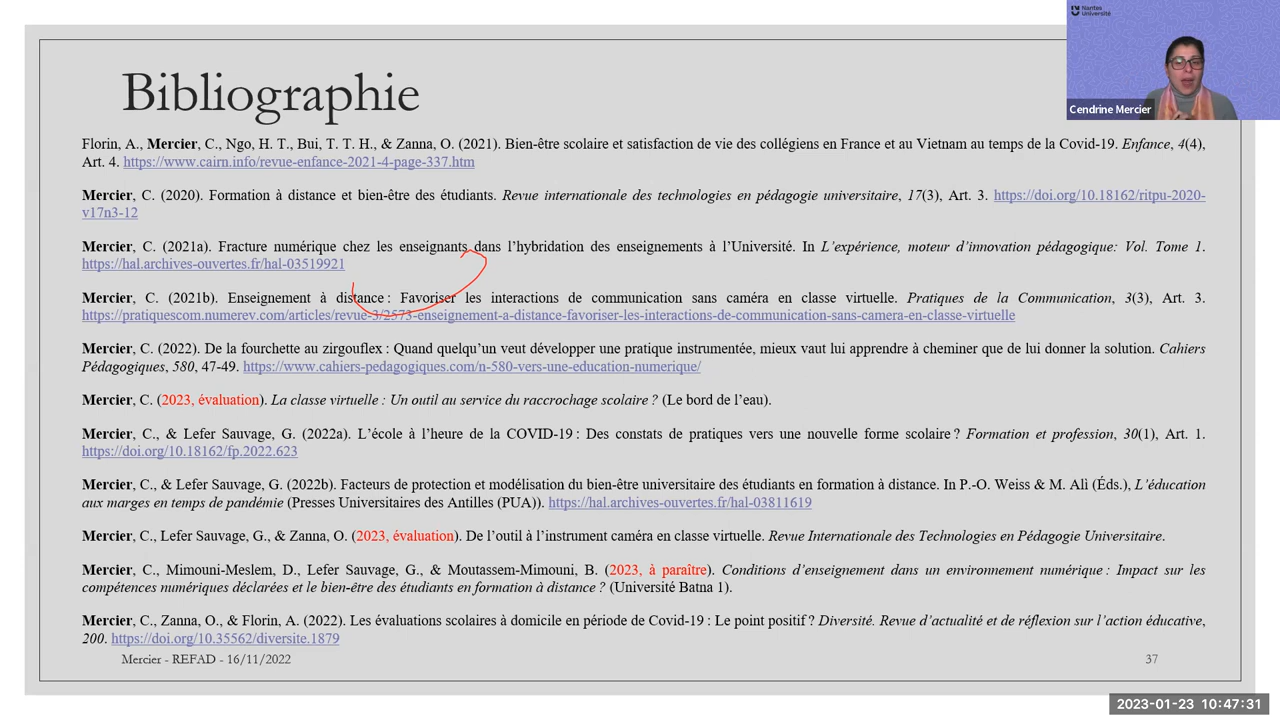 Nantes
Université
Cendrine Mercier
Bibliographie
Florin, A., Mercier, C., Ngo, H. T., Bui, T. T. H., & Zanna, O. (2021). Bien-être scolaire et satisfaction de vie des collégiens en France et au Vietnam au temps de la Covid-19. Enfance, 4(4),
Art. 4. https://www.cairn.info/revue-enfance-2021-4-page-337.htm
Mercier, C. (2020). Formation à distance et bien-être des étudiants. Revue internationale des technologies en pédagogie universitaire, 17(3), Art. 3. https://doi.org/10.18162/ritpu-2020-
v17n3-12
Mercier, C. (2021a). Fracture numérique chez les enseignants dans l’hybridation des enseignements à l’Université. In L’expérience, moteur d’innovation pédagogique: Vol. Tome 1.
https://hal.archives-ouvertes.fr/hal-03519921
Mercier, C. (2021b). Enseignement à distance : Favoriser les interactions de communication sans caméra en classe virtuelle. Pratiques de la Communication, 3(3), Art. 3.
https://pratiquescom.numerev.com/articles/revue-3/2573-enseignement-a-distance-favoriser-les-interactions-de-communication-sans-camera-en-classe-virtuelle
Mercier, C. (2022). De la fourchette au zirgouflex : Quand quelqu’un veut développer une pratique instrumentée, mieux vaut lui apprendre à cheminer que de lui donner la solution. Cahiers
Pédagogiques, 580, 47-49. https://www.cahiers-pedagogiques.com/n-580-vers-une-education-numerique/
Mercier, C. (2023, évaluation). La classe virtuelle : Un outil au service du raccrochage scolaire ? (Le bord de l’eau).
Mercier, C., & Lefer Sauvage, G. (2022a). L’école à l’heure de la COVID-19 : Des constats de pratiques vers une nouvelle forme scolaire ? Formation et profession, 30(1), Art. 1.
https://doi.org/10.18162/fp.2022.623
Mercier, C., & Lefer Sauvage, G. (2022b). Facteurs de protection et modélisation du bien-être universitaire des étudiants en formation à distance. In P.-O. Weiss & M. Alì (Éds.), L’éducation
aux marges en temps de pandémie (Presses Universitaires des Antilles (PUA)). https://hal.archives-ouvertes.fr/hal-03811619
Mercier, C., Lefer Sauvage, G., & Zanna, O. (2023, évaluation). De l’outil à l’instrument caméra en classe virtuelle. Revue Internationale des Technologies en Pédagogie Universitaire.
Mercier, C., Mimouni-Meslem, D., Lefer Sauvage, G., & Moutassem-Mimouni, B. (2023, à paraître). Conditions d’enseignement dans un environnement numérique : Impact sur les
compétences numériques déclarées et le bien-être des étudiants en formation à distance ? (Université Batna 1).
Mercier, C., Zanna, O., & Florin, A. (2022). Les évaluations scolaires à domicile en période de Covid-19 : Le point positif ? Diversité. Revue d’actualité et de réflexion sur l’action éducative,
200. https://doi.org/10.35562/diversite.1879
Mercier - REFAD - 16/11/2022
37
2023-01-23 10:47:31